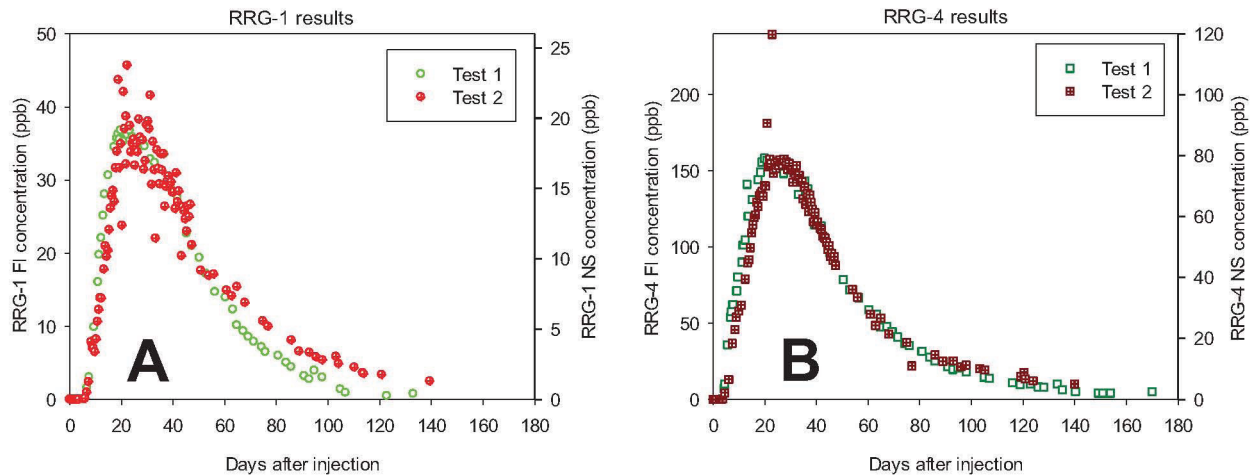 RRG-1 results
50
40
30
20
10
0
RRG-1 Fl concentration (ppb)
25
20
15
10
5
0
RRG-1 NS concentration (ppb)
Test 1
Test 2
A
0 20 40 60 80 100 120 140 160 180
Days after injection
RRG-4 results
200
150
100
50
0
RRG-4 Fl concentration (ppb)
120
100
80
60
40
20
0
RRG-4 NS concentration (ppb)
Test 1
Test 2
B
0 20 40 60 80 100 120 140 160 180
Days after injection